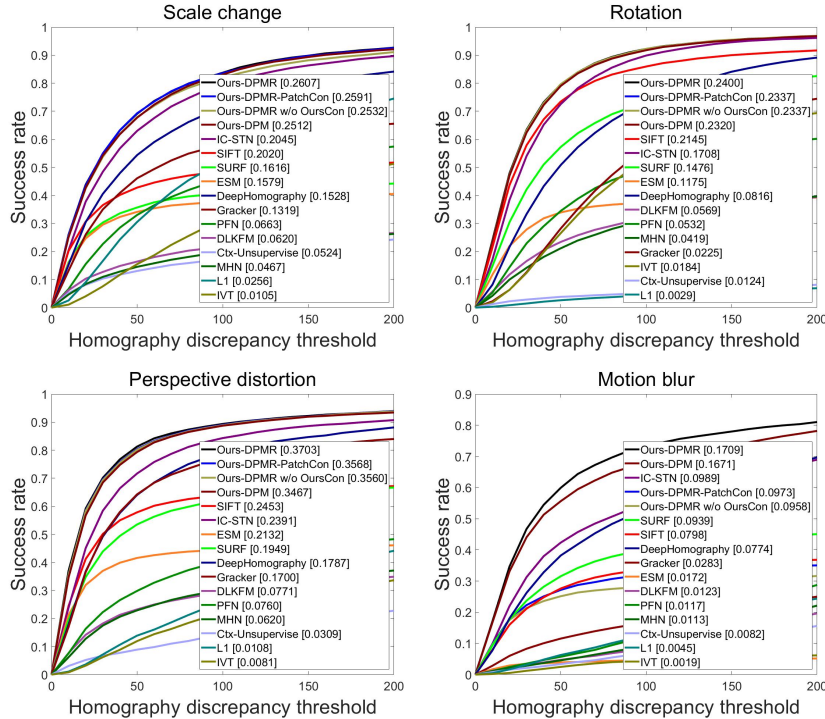 Scale change
1
0.9
0.8
0.7
0.6
0.5
0.4
0.3
0.2
0.1
0
Success rate
Ours-DPMR [0.2607]
Ours-DPMR-PatchCon [0.2591]
Ours-DPMR w/o OursCon [0.2532]
Ours-DPM [0.2512]
IC-STN [0.2045]
SIFT [0.2020]
SURF [0.1616]
ESM [0.1579]
DeepHomography [0.1528]
Gracker [0.1319]
PFN [0.0663]
DLKFM [0.0620]
Ctx-Unsupervise [0.0524]
MHN [0.0467]
L1 [0.0256]
IVT [0.0105]
0 50 100 150 200
Homography discrepancy threshold
Rotation
1
0.9
0.8
0.7
0.6
0.5
0.4
0.3
0.2
0.1
0
Success rate
Ours-DPMR [0.2400]
Ours-DPMR-PatchCon [0.2337]
Ours-DPMR w/o OursCon [0.2337]
Ours-DPM [0.2320]
SIFT [0.2145]
IC-STN [0.1708]
SURF [0.1476]
ESM [0.1175]
DeepHomography [0.0816]
DLKFM [0.0569]
PFN [0.0532]
MHN [0.0419]
Gracker [0.0225]
IVT [0.0184]
Ctx-Unsupervise [0.0124]
L1 [0.0029]
0 50 100 150 200
Homography discrepancy threshold
Perspective distortion
1
0.9
0.8
0.7
0.6
0.5
0.4
0.3
0.2
0.1
0
Success rate
Ours-DPMR [0.3703]
Ours-DPMR-PatchCon [0.3568]
Ours-DPMR w/o OursCon [0.3560]
Ours-DPM [0.3467]
SIFT [0.2453]
IC-STN [0.2391]
ESM [0.2132]
SURF [0.1949]
DeepHomography [0.1787]
Gracker [0.1700]
DLKFM [0.0771]
PFN [0.0760]
MHN [0.0620]
Ctx-Unsupervise [0.0309]
L1 [0.0108]
IVT [0.0081]
0 50 100 150 200
Homography discrepancy threshold
Motion blur
0.9
0.8
0.7
0.6
0.5
0.4
0.3
0.2
0.1
0
Success rate
Ours-DPMR [0.1709]
Ours-DPM [0.1671]
IC-STN [0.0989]
Ours-DPMR-PatchCon [0.0973]
Ours-DPMR w/o OursCon [0.0958]
SURF [0.0939]
SIFT [0.0798]
DeepHomography [0.0774]
Gracker [0.0283]
ESM [0.0172]
DLKFM [0.0123]
PFN [0.0117]
MHN [0.0113]
Ctx-Unsupervise [0.0082]
L1 [0.0045]
IVT [0.0019]
0 50 100 150 200
Homography discrepancy threshold